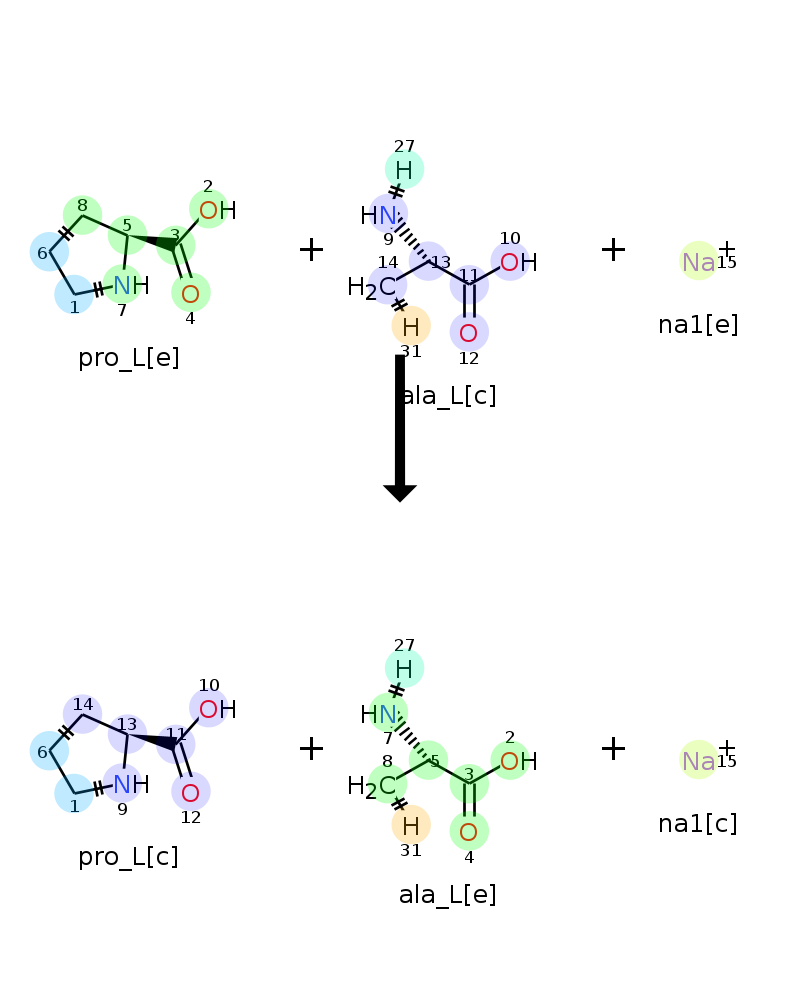 27
H
2
8
OH
HN
5
3
9
10
6
14
13
11
OH
Na
+
15
H₂C
1
NH
7
O
4
H
31
O
12
+
+
na1[e]
pro_L[e]
ala_L[c]
27
H
10
14
OH
HN
13
11
7
2
6
8
5
3
OH
Na
+
15
H₂C
1
NH
9
O
12
H
31
O
4
+
+
na1[c]
pro_L[c]
ala_L[e]